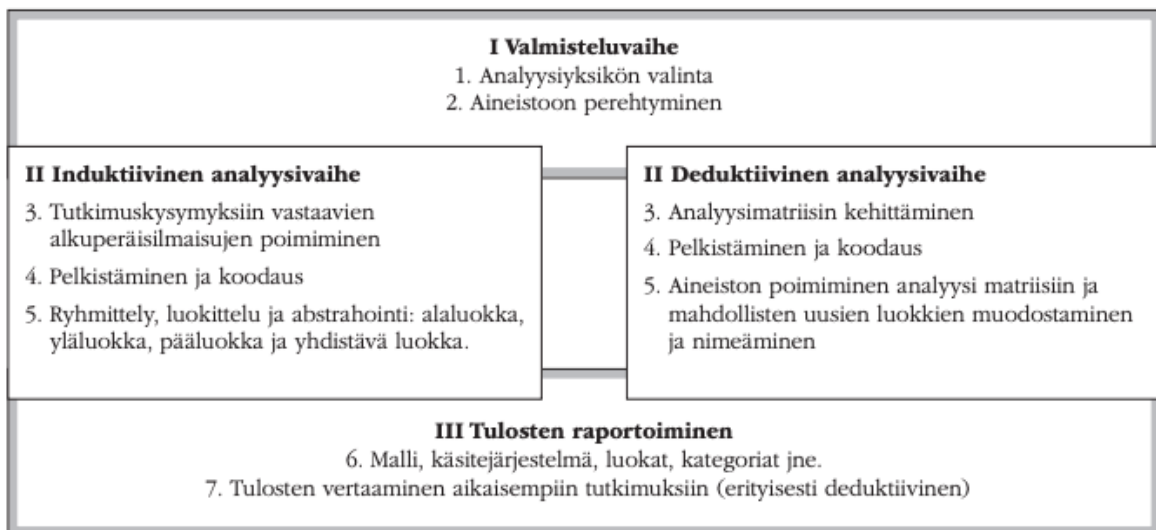 I Valmisteluvaihe
1. Analyysiyksikön valinta
2. Aineistoon perehtyminen
II Induktiivinen analyysivaihe
3. Tutkimuskysymyksiin vastaavien
alkuperäisilmaisujen poimiminen
4. Pelkistäminen ja koodaus
5. Ryhmittely, luokittelu ja abstrahointi: alaluokka,
yläluokka, pääluokka ja yhdistävä luokka.
II Deduktiivinen analyysivaihe
3. Analyysimatriisin kehittäminen
4. Pelkistäminen ja koodaus
5. Aineiston poimiminen analyysi matriisiin ja
mahdollisten uusien luokkien muodostaminen
ja nimeäminen
III Tulosten raportoiminen
6. Malli, käsitejärjestelmä, luokat, kategoriat jne.
7. Tulosten vertaaminen aikaisempiin tutkimuksiin (erityisesti deduktiivinen)